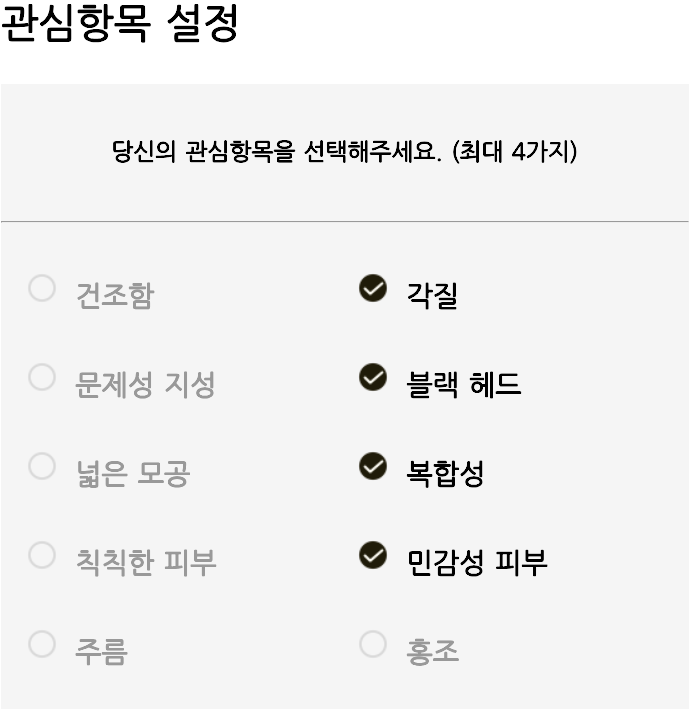 관심항목 설정
당신의 관심항목을 선택해주세요. (최대 4가지)
건조함 각질
문제성 지성 블랙 헤드
넓은 모공 복합성
칙칙한 피부 민감성 피부
주름 홍조